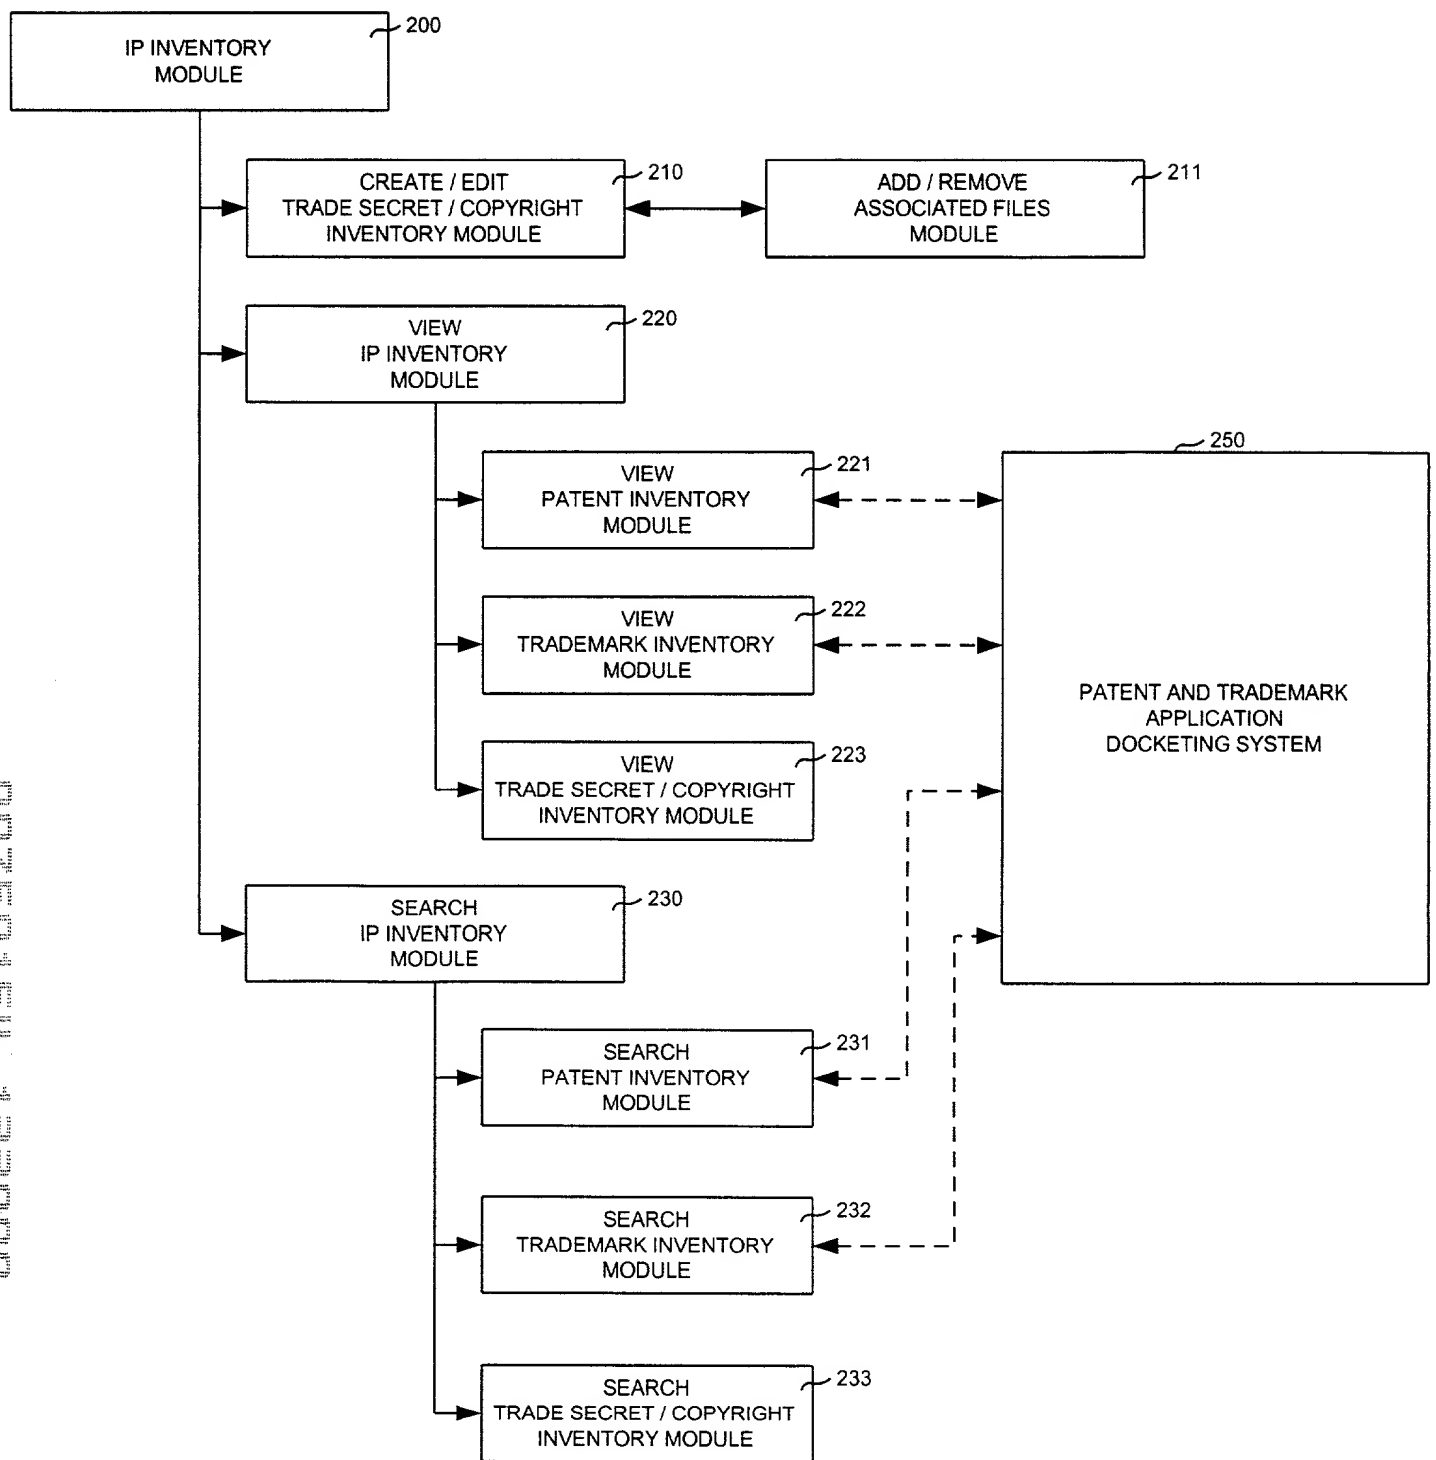 IP INVENTORY
MODULE
200
CREATE / EDIT
TRADE SECRET / COPYRIGHT
INVENTORY MODULE
210
ADD / REMOVE
ASSOCIATED FILES
MODULE
211
VIEW
IP INVENTORY
MODULE
220
VIEW
PATENT INVENTORY
MODULE
221
250
VIEW
TRADEMARK INVENTORY
MODULE
222
PATENT AND TRADEMARK
APPLICATION
DOCKETING SYSTEM
VIEW
TRADE SECRET / COPYRIGHT
INVENTORY MODULE
223
SEARCH
IP INVENTORY
MODULE
230
SEARCH
PATENT INVENTORY
MODULE
231
SEARCH
TRADEMARK INVENTORY
MODULE
232
SEARCH
TRADE SECRET / COPYRIGHT
INVENTORY MODULE
233